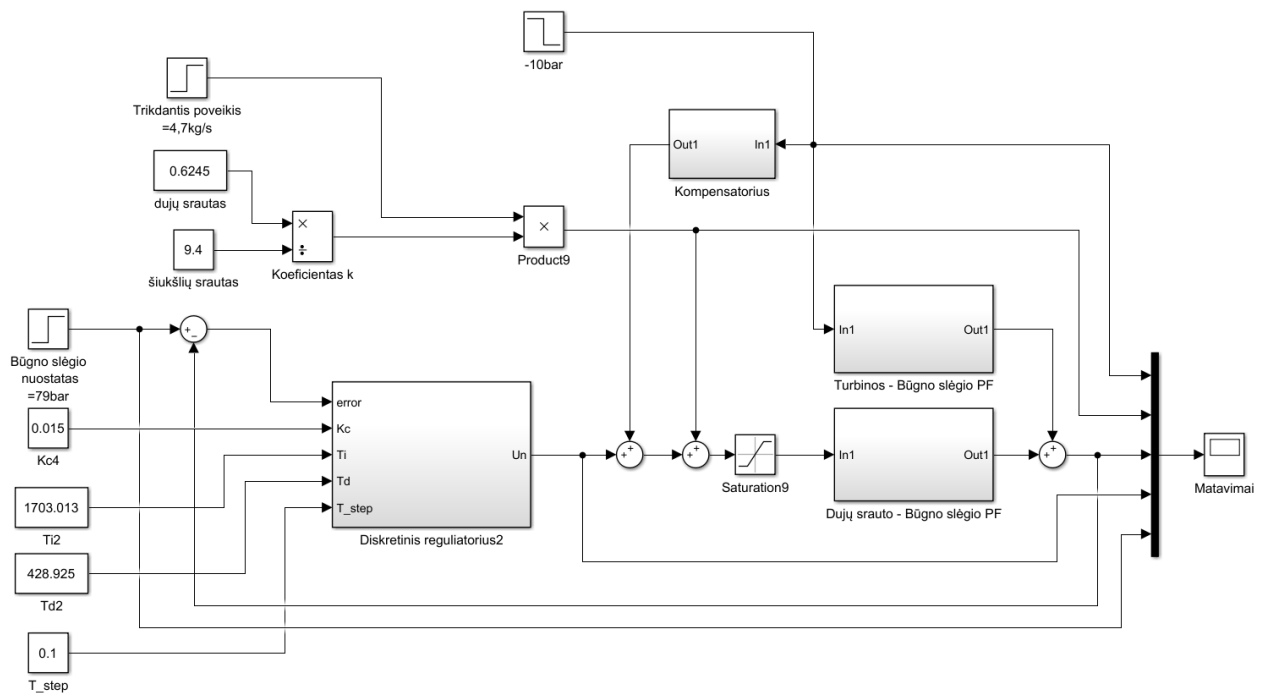 -10bar
Trikdantis poveikis
=4,7kg/s
Out1
In1
Kompensatorius
0.6245
dujų srautas
×
÷
Koeficientas k
×
Product9
9.4
šiukšlių srautas
+
_
Būgno slėgio
nuostatas
=79bar
In1
Out1
Turbinos - Būgno slėgio PF
error
Kc
Ti
Td
T_step
Un
Diskretinis reguliatorius2
0.015
Kc4
+
+
+
+
Saturation9
In1
Out1
Dujų srauto - Būgno slėgio PF
+
+
Matavimai
1703.013
Ti2
428.925
Td2
0.1
T_step